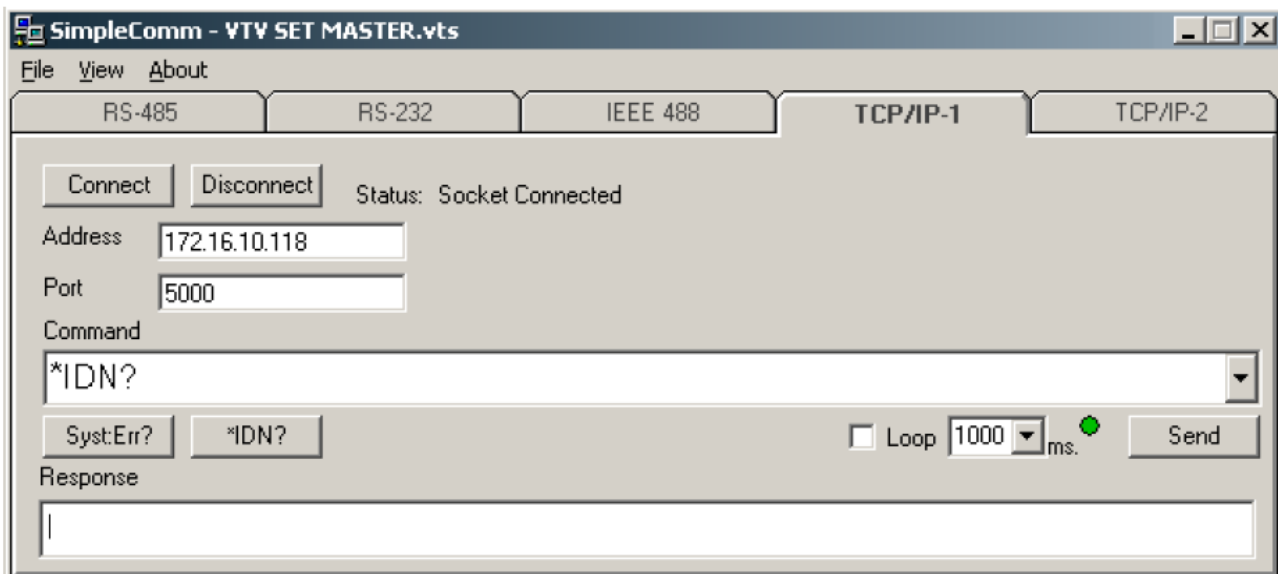 SimpleComm - VTV SET MASTER.vts
File View About
RS-485 RS-232 IEEE 488 TCP/IP-1 TCP/IP-2
Connect Disconnect Status: Socket Connected
Address 172.16.10.118
Port 5000
Command
*IDN?
Syst:Err? *IDN? Loop 1000 ms. Send
Response